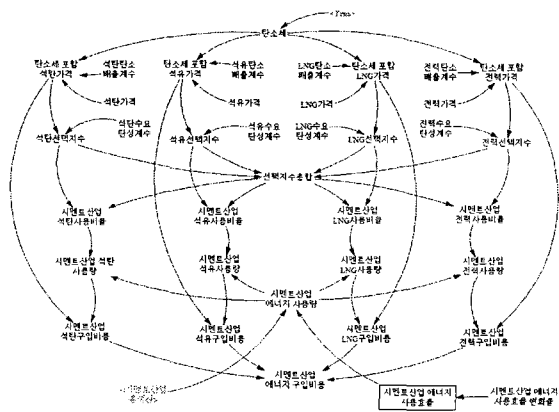 <Time>
탄소세
탄소세 포함
석탄가격
석탄탄소
배출계수
탄소세 포함
석유가격
석유탄소
배출계수
LNG탄소
배출계수
탄소세 포함
LNG가격
전력탄소
배출계수
탄소세 포함
전력가격
석탄가격
석유가격
LNG가격
전력가격
석탄수요
탄성계수
석탄선택지수
석유수요
탄성계수
석유선택지수
LNG수요
탄성계수
LNG선택지수
전력수요
탄성계수
전력선택지수
선택지수총합
시멘트산업
석탄사용비율
시멘트산업
석유사용비율
시멘트산업
LNG사용비율
시멘트산업
전력사용비율
시멘트산업 석탄
사용량
시멘트산업
석유사용량
시멘트산업
LNG사용량
시멘트산업
전력사용량
시멘트산업
에너지 사용량
시멘트산업
석탄구입비용
시멘트산업
석유구입비용
시멘트산업
LNG구입비용
시멘트산업
전력구입비용
시멘트산업
에너지 구입비용
<시멘트산업
시멘트산업 에너지
사용효율
시멘트산업 에너지
사용효율 변화율